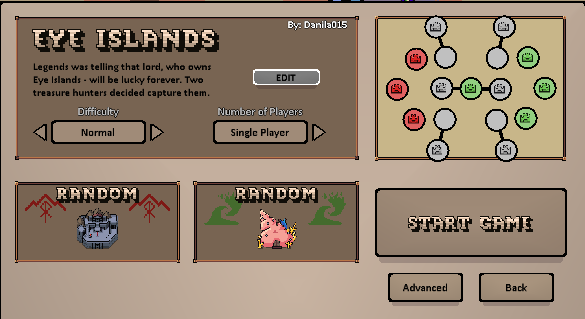 By: Danila015
EYE ISLANDS
Legends was telling that lord, who owns
Eye Islands - will be lucky forever. Two
treasure hunters decided capture them.
EDIT
Difficulty
Number of Players
Normal
Single Player
RANDOM
RANDOM
START GAME
Advanced
Back